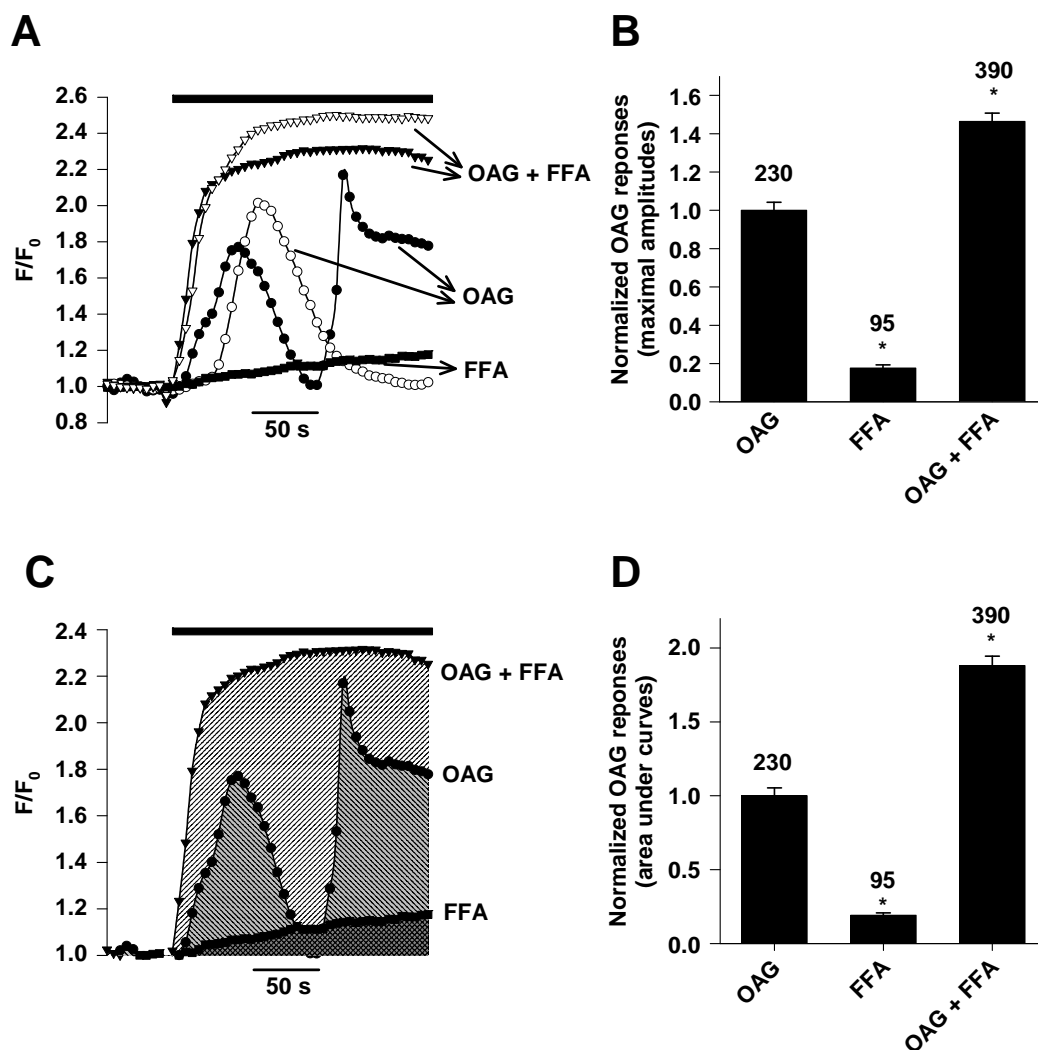 A
2.6
2.4
2.2
2.0
1.8
1.6
1.4
1.2
1.0
0.8
F/F0
OAG + FFA
OAG
FFA
50 s
B
Normalized OAG reponses
(maximal amplitudes)
1.6
1.4
1.2
1.0
0.8
0.6
0.4
0.2
0.0
230
95
*
390
*
OAG
FFA
OAG + FFA
C
2.4
2.2
2.0
1.8
1.6
1.4
1.2
1.0
F/F0
OAG + FFA
OAG
FFA
50 s
D
Normalized OAG reponses
(area under curves)
2.0
1.5
1.0
0.5
0.0
230
95
*
390
*
OAG
FFA
OAG + FFA